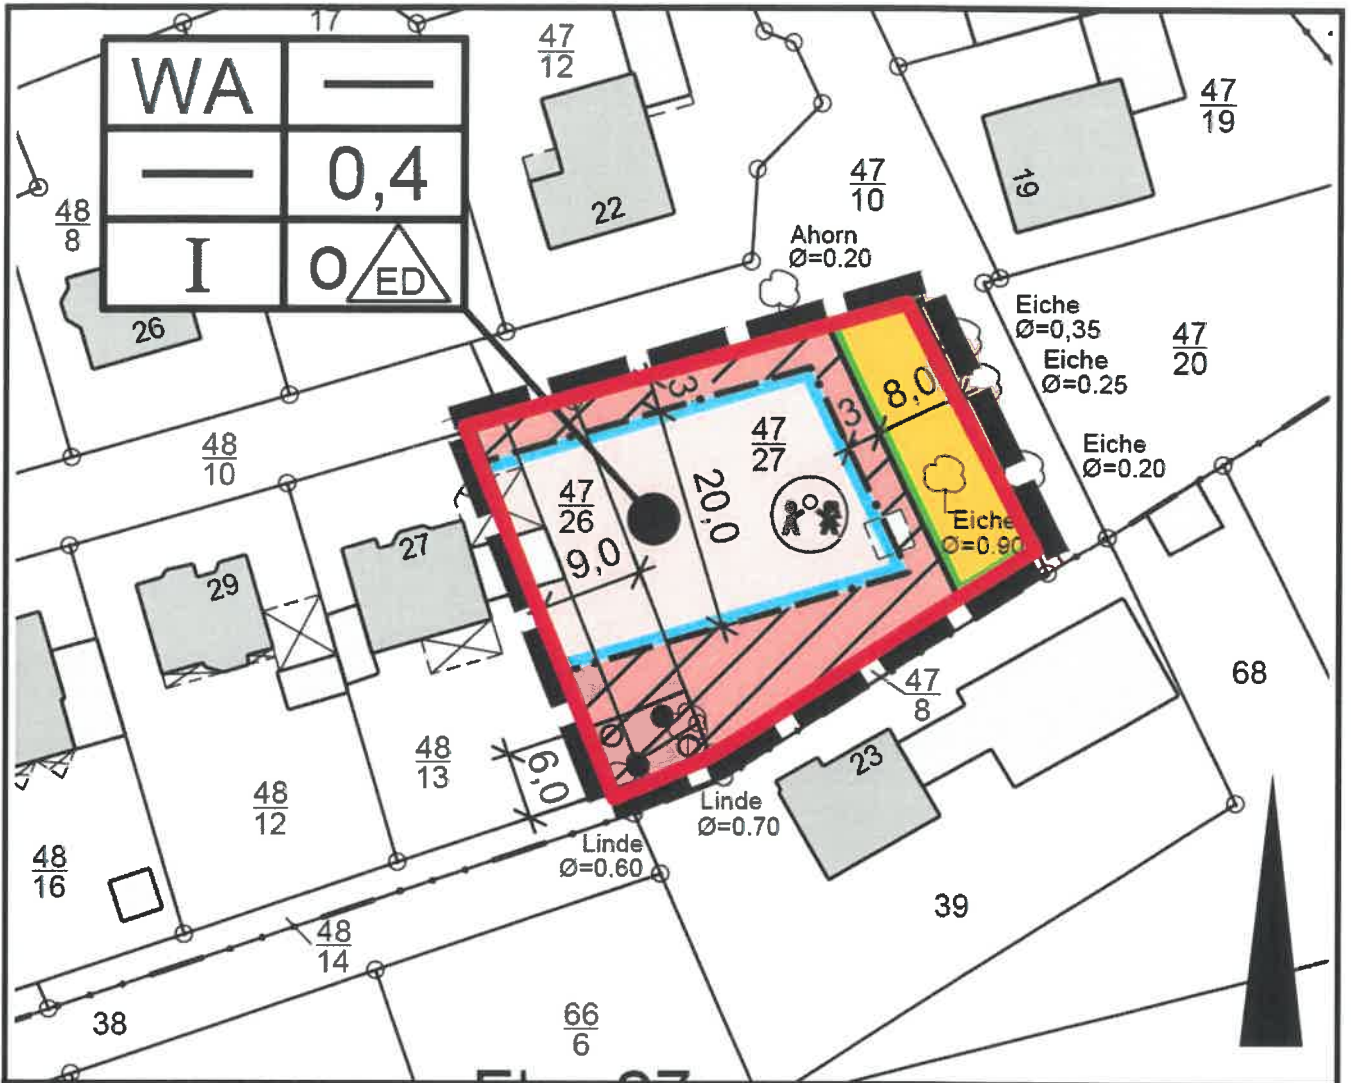 17
WA —
— 0,4
I o ED
47
12
47
19
19
47
10
22
48
8
26
Ahorn
Ø=0.20
Eiche
Ø=0,35
Eiche
Ø=0.25
47
20
Eiche
Ø=0.20
48
10
3
3
8,0
47
27
47
26
20,0
9,0
Eiche
Ø=0.90
27
29
68
47
8
48
13
6,0
23
48
12
Linde
Ø=0.70
Linde
Ø=0.60
48
16
39
48
14
38
66
6